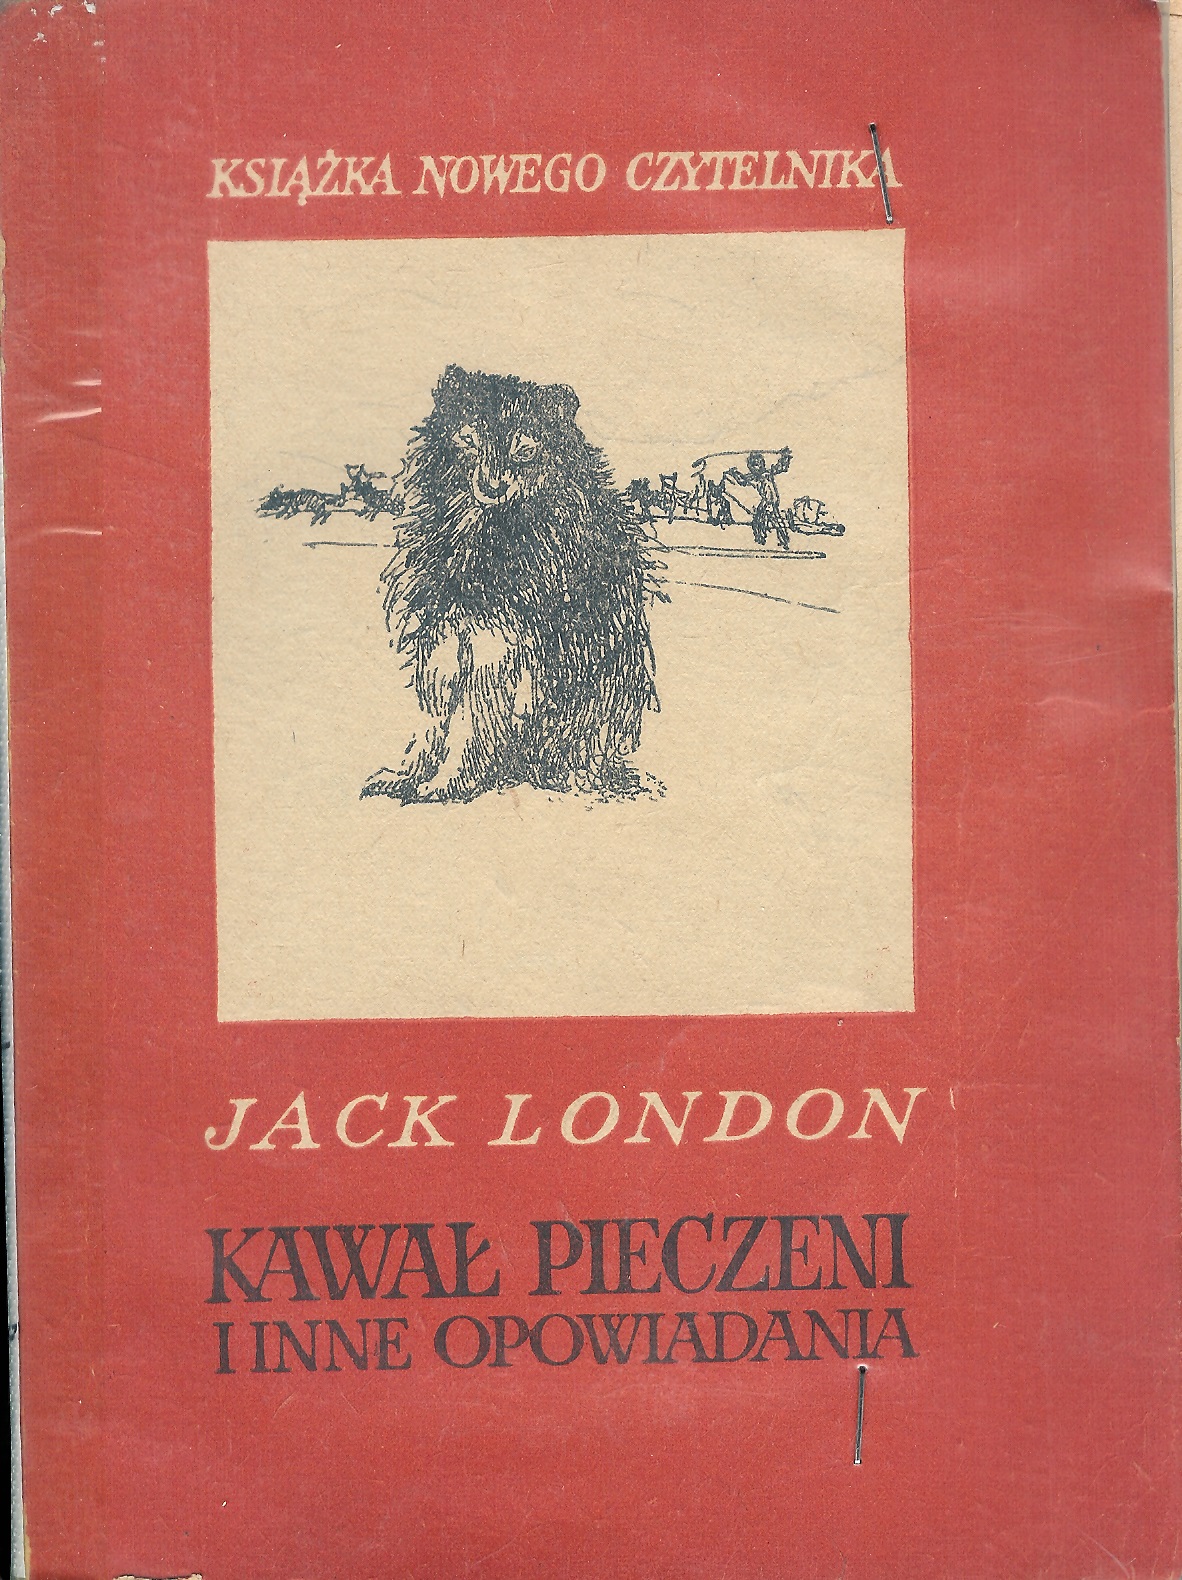 KSIĄŻKA NOWEGO CZYTELNIKA
JACK LONDON
KAWAŁ PIECZENI
I INNE OPOWIADANIA